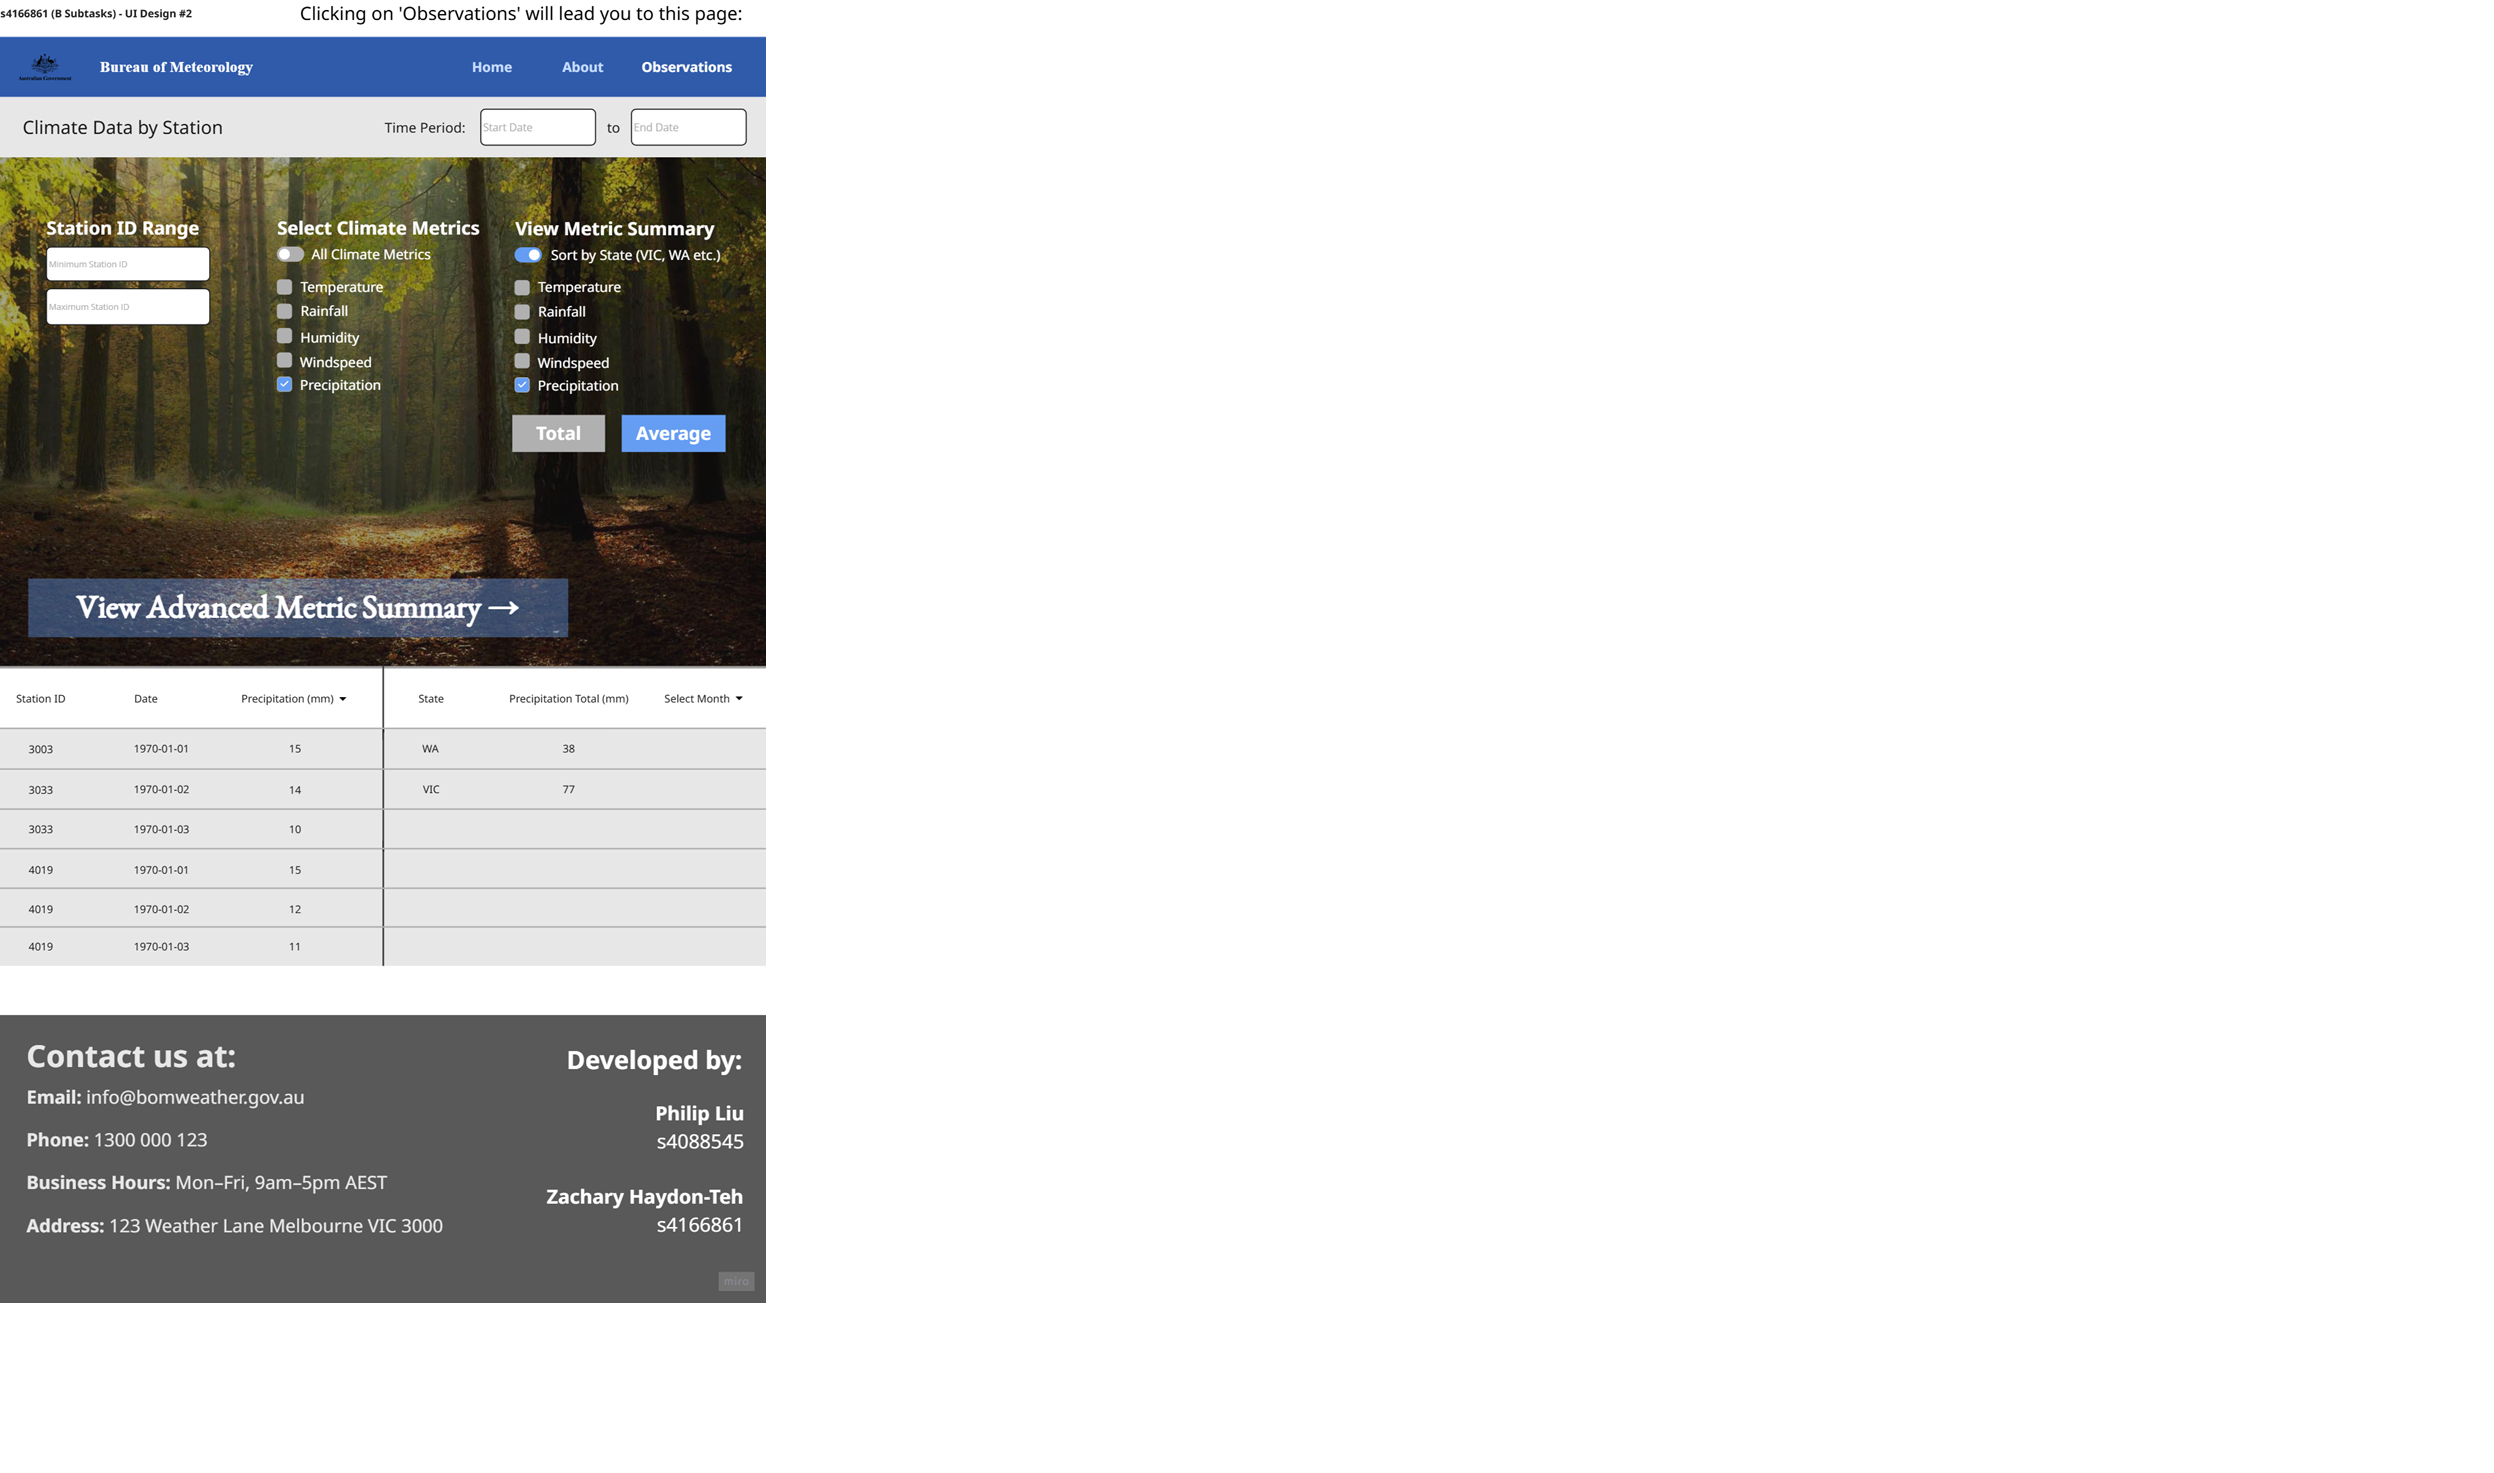 s4166861 (B Subtasks) - UI Design #2
Clicking on 'Observations' will lead you to this page:
Australian Government
Bureau of Meteorology
Home About Observations
Climate Data by Station
Time Period: Start Date to End Date
Station ID Range
Minimum Station ID
Maximum Station ID
Select Climate Metrics
All Climate Metrics
Temperature
Rainfall
Humidity
Windspeed
Precipitation
View Metric Summary
Sort by State (VIC, WA etc.)
Temperature
Rainfall
Humidity
Windspeed
Precipitation
Total Average
View Advanced Metric Summary →
Station ID Date Precipitation (mm) State Precipitation Total (mm) Select Month
3003 1970-01-01 15 WA 38
3033 1970-01-02 14 VIC 77
3033 1970-01-03 10
4019 1970-01-01 15
4019 1970-01-02 12
4019 1970-01-03 11
Contact us at:
Email: info@bomweather.gov.au
Phone: 1300 000 123
Business Hours: Mon–Fri, 9am–5pm AEST
Address: 123 Weather Lane Melbourne VIC 3000
Developed by:
Philip Liu
s4088545
Zachary Haydon-Teh
s4166861
miro